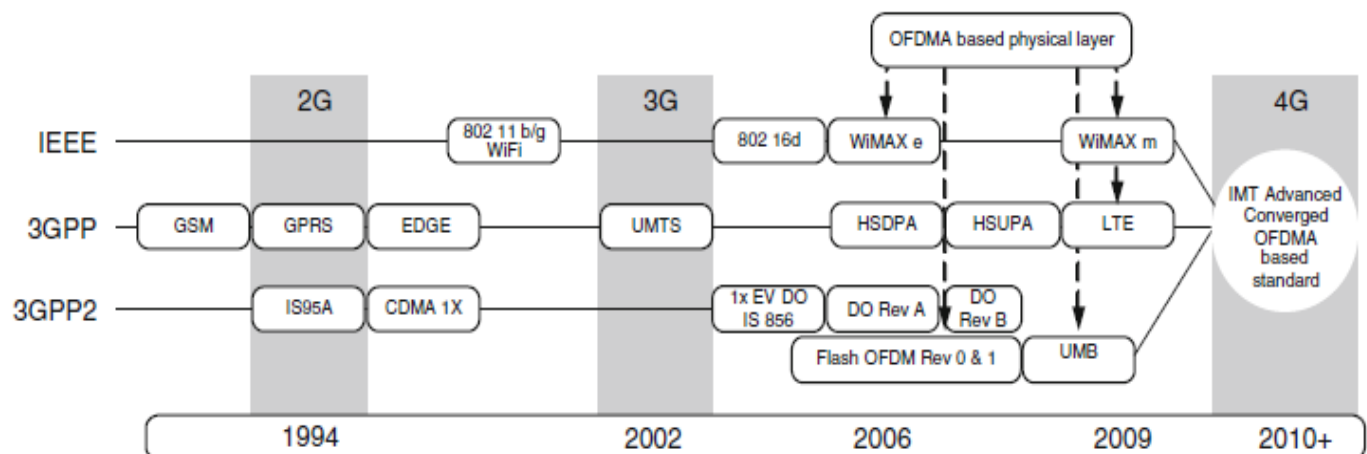 OFDMA based physical layer
2G
3G
4G
IEEE
802 11 b/g
WiFi
802 16d
WiMAX e
WiMAX m
3GPP
GSM
GPRS
EDGE
UMTS
HSDPA
HSUPA
LTE
IMT Advanced
Converged
OFDMA
based
standard
3GPP2
IS95A
CDMA 1X
1x EV DO
IS 856
DO Rev A
DO
Rev B
Flash OFDM Rev 0 & 1
UMB
1994
2002
2006
2009
2010+